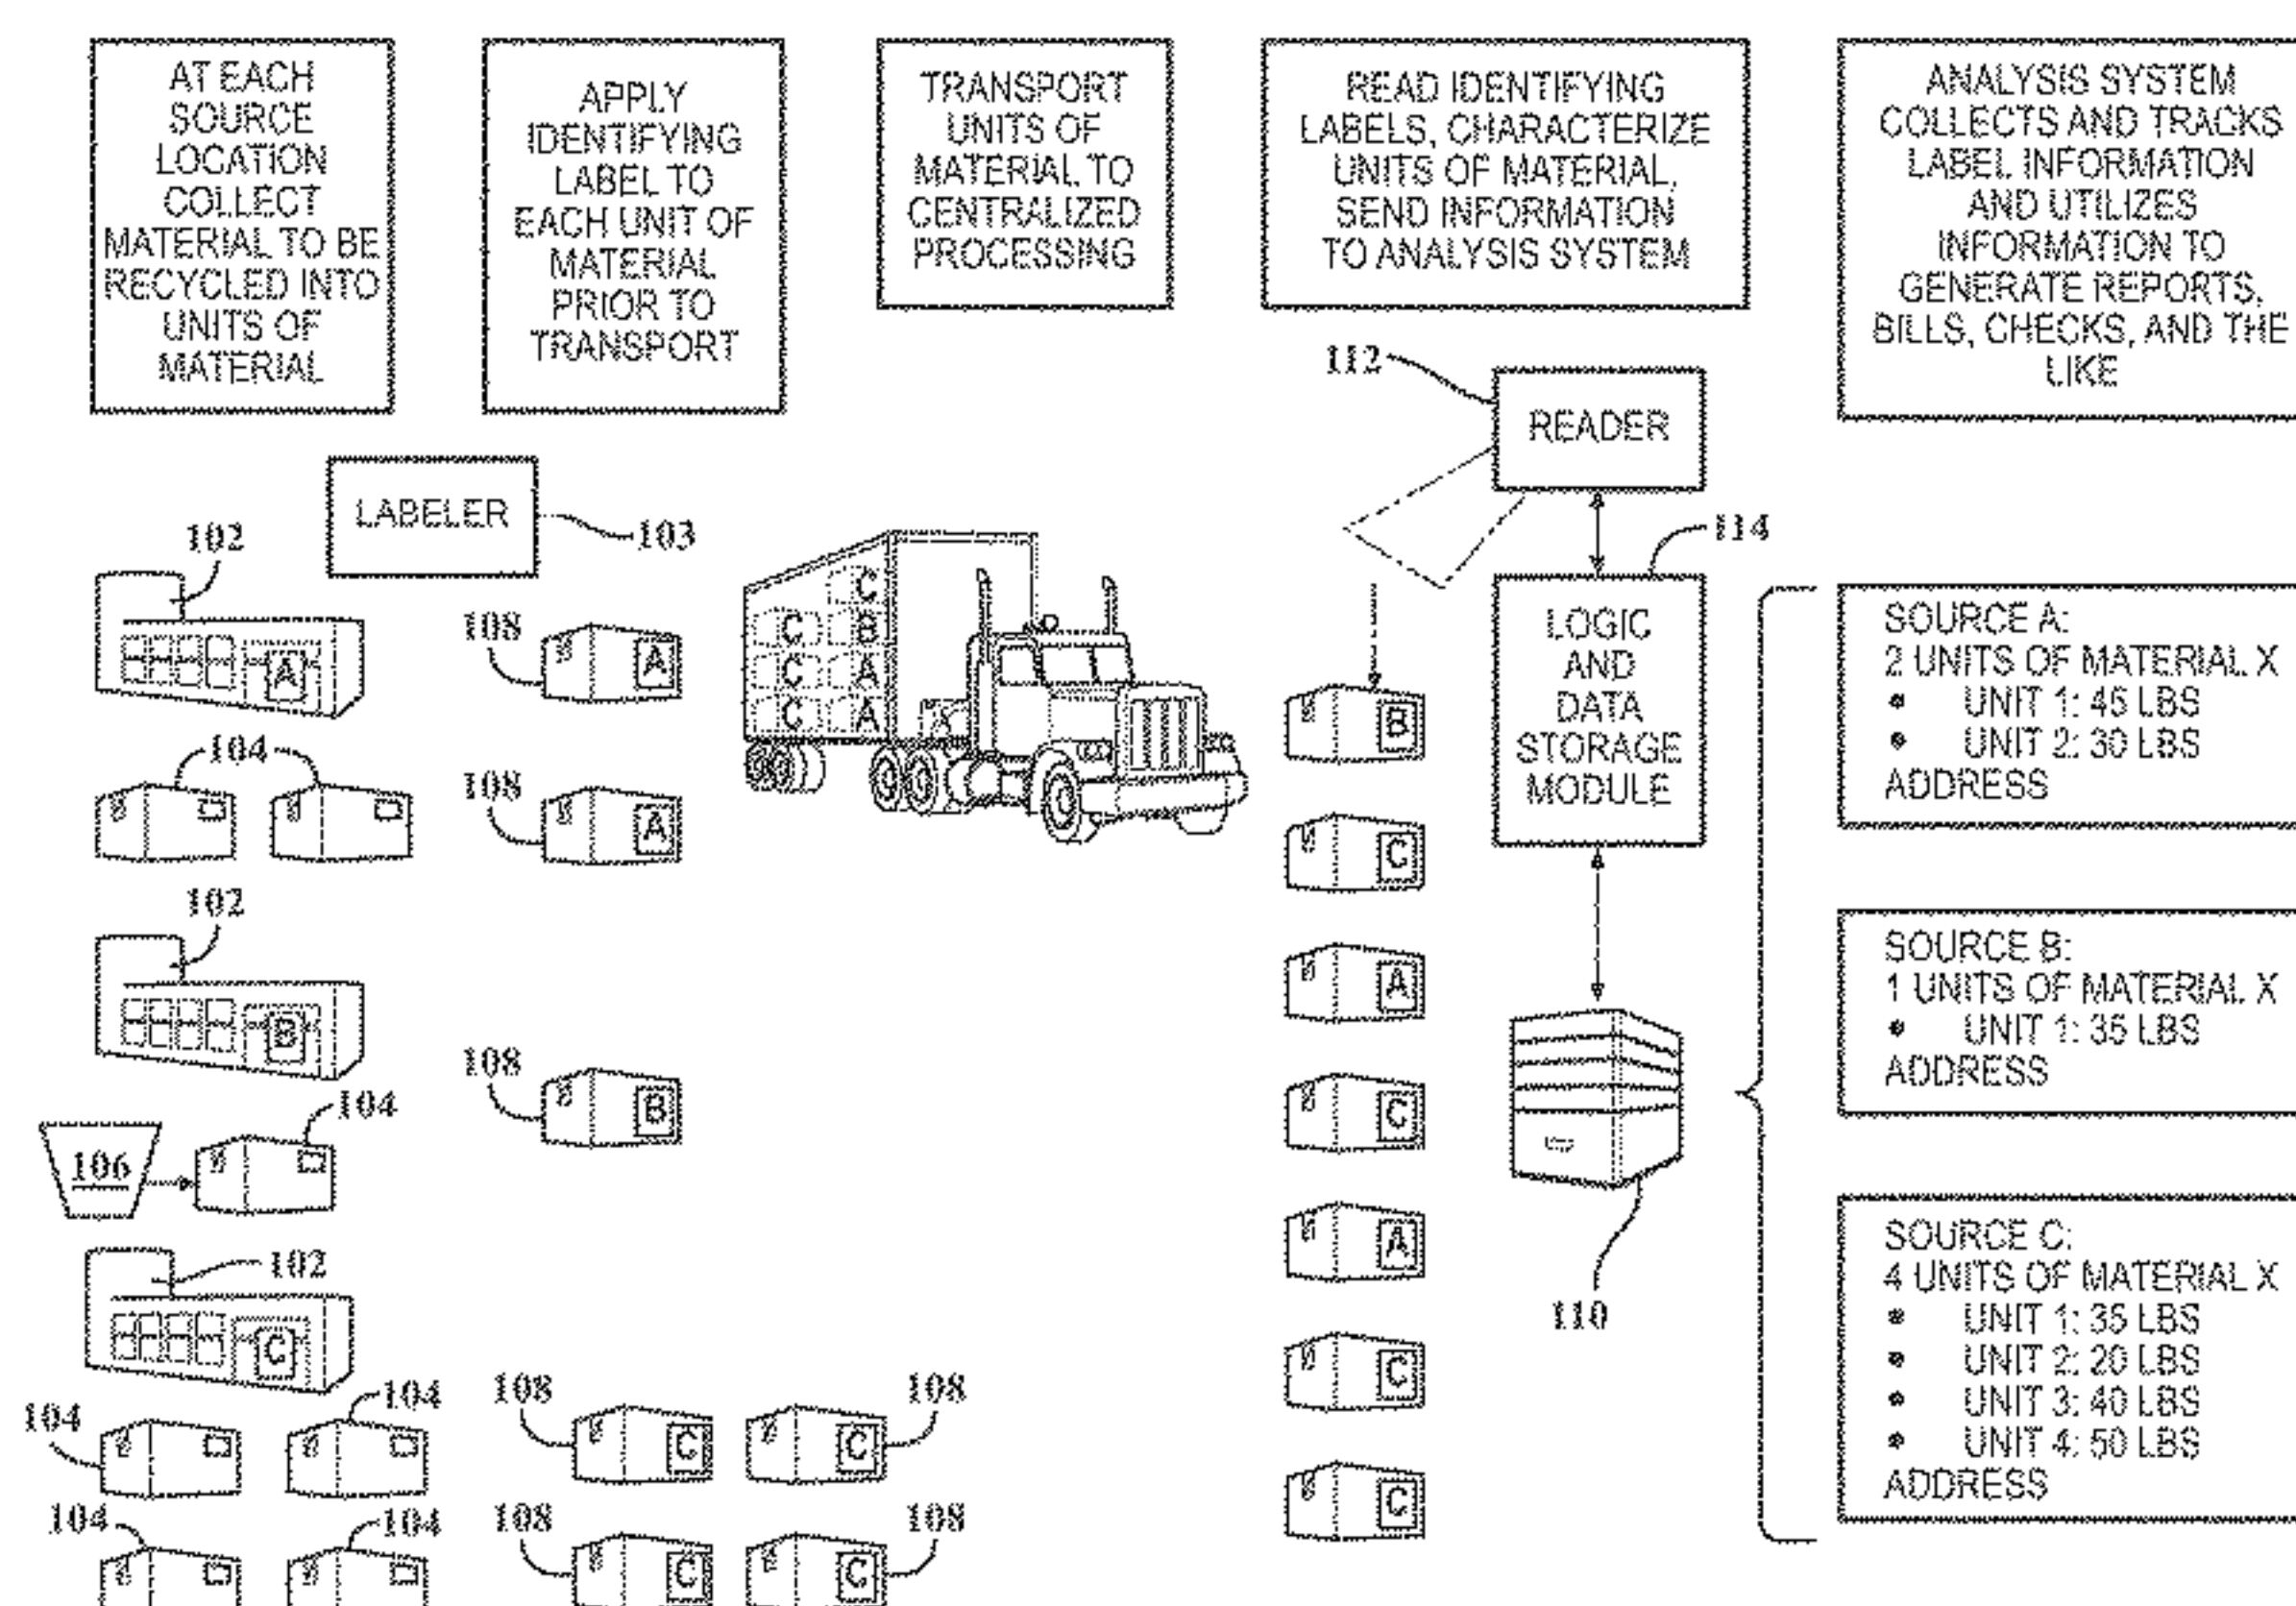 AT EACH
SOURCE
LOCATION
COLLECT
MATERIAL TO BE
RECYCLED INTO
UNITS OF
MATERIAL
APPLY
IDENTIFYING
LABEL TO
EACH UNIT OF
MATERIAL
PRIOR TO
TRANSPORT
TRANSPORT
UNITS OF
MATERIAL TO
CENTRALIZED
PROCESSING
READ IDENTIFYING
LABELS, CHARACTERIZE
UNITS OF MATERIAL,
SEND INFORMATION
TO ANALYSIS SYSTEM
ANALYSIS SYSTEM
COLLECTS AND TRACKS
LABEL INFORMATION
AND UTILIZES
INFORMATION TO
GENERATE REPORTS,
BILLS, CHECKS, AND THE
LIKE
LABELER
103
102
A
104
108
A
108
A
102
B
104
106
108
B
102
C
104
104
104
104
108
C
C
108
108
C
C
108
C
C B
C A
C A
112
READER
114
LOGIC
AND
DATA
STORAGE
MODULE
110
B
C
A
C
A
C
C
SOURCE A:
2 UNITS OF MATERIAL X
• UNIT 1: 45 LBS
• UNIT 2: 30 LBS
ADDRESS
SOURCE B:
1 UNITS OF MATERIAL X
• UNIT 1: 35 LBS
ADDRESS
SOURCE C:
4 UNITS OF MATERIAL X
• UNIT 1: 35 LBS
• UNIT 2: 20 LBS
• UNIT 3: 40 LBS
• UNIT 4: 50 LBS
ADDRESS